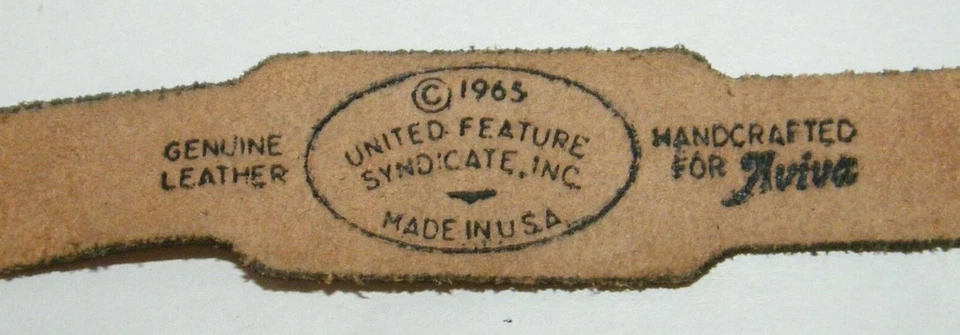 GENUINE
LEATHER
© 1965
UNITED FEATURE
SYNDICATE, INC.
MADE IN U.S.A.
HANDCRAFTED
FOR Aviva